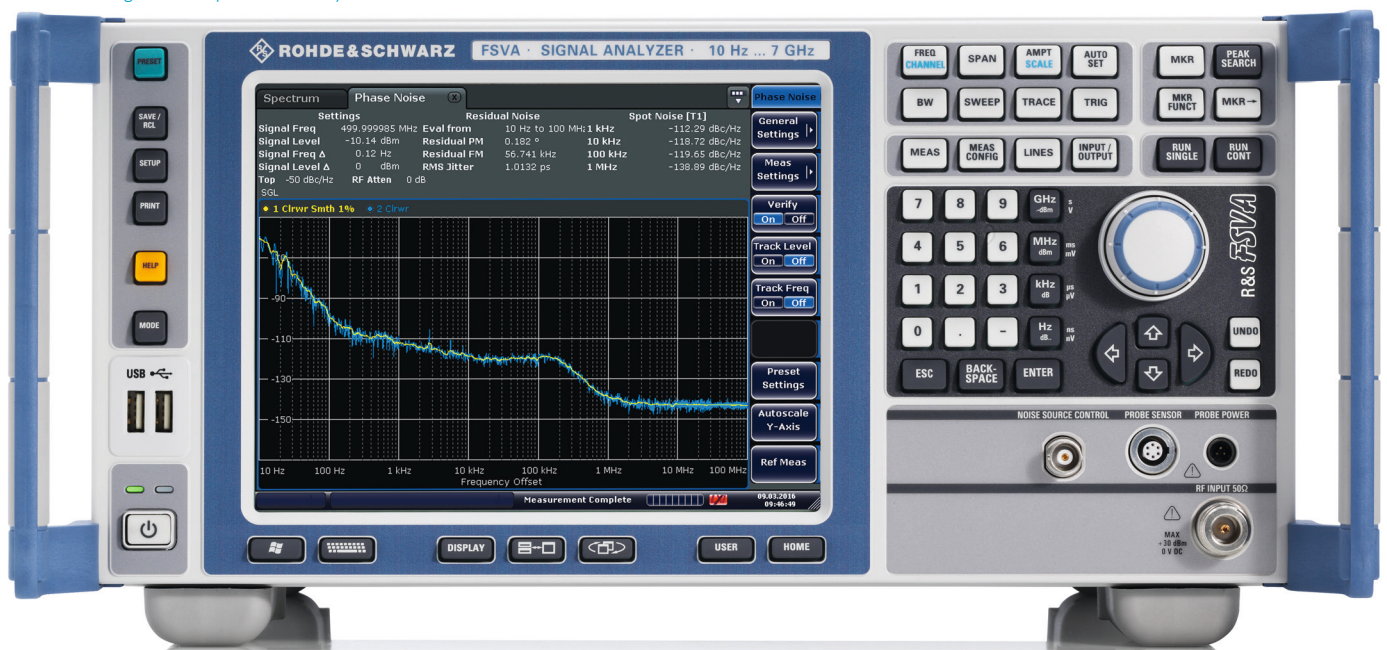 ROHDE&SCHWARZ FSVA · SIGNAL ANALYZER · 10 Hz ... 7 GHz
PRESET
SAVE / RCL
SETUP
PRINT
HELP
MODE
USB
Spectrum Phase Noise Phase Noise
Settings Residual Noise Spot Noise [T1]
Signal Freq 499.999985 MHz Eval from 10 Hz to 100 MHz 1 kHz -112.29 dBc/Hz
Signal Level -10.14 dBm Residual PM 0.182 ° 10 kHz -118.72 dBc/Hz
Signal Freq Δ 0.12 Hz Residual FM 56.741 kHz 100 kHz -119.65 dBc/Hz
Signal Level Δ 0 dBm RMS Jitter 1.0132 ps 1 MHz -138.89 dBc/Hz
Top -50 dBc/Hz RF Atten 0 dB
SGL
1 Clrwr Smth 1% 2 Clrwr
-90
-110
-130
-150
10 Hz 100 Hz 1 kHz 10 kHz 100 kHz 1 MHz 10 MHz 100 MHz
Frequency Offset
Measurement Complete
09.03.2016
09:46:49
General
Settings
Meas
Settings
Verify
On Off
Track Level
On Off
Track Freq
On Off
Preset
Settings
Autoscale
Y-Axis
Ref Meas
DISPLAY USER HOME
FREQ CHANNEL
SPAN
AMPT SCALE
AUTO SET
MKR
PEAK SEARCH
BW
SWEEP
TRACE
TRIG
MKR FUNCT
MKR→
MEAS
MEAS CONFIG
LINES
INPUT / OUTPUT
RUN SINGLE
RUN CONT
7 8 9 GHz -dBm s V
4 5 6 MHz dBm ms mV
1 2 3 kHz dB µs µV
0 . - Hz dB.. ns nV
ESC
BACK-SPACE
ENTER
UNDO
REDO
R&S FSVA
NOISE SOURCE CONTROL PROBE SENSOR PROBE POWER
RF INPUT 50Ω
MAX
+30 dBm
0 V DC